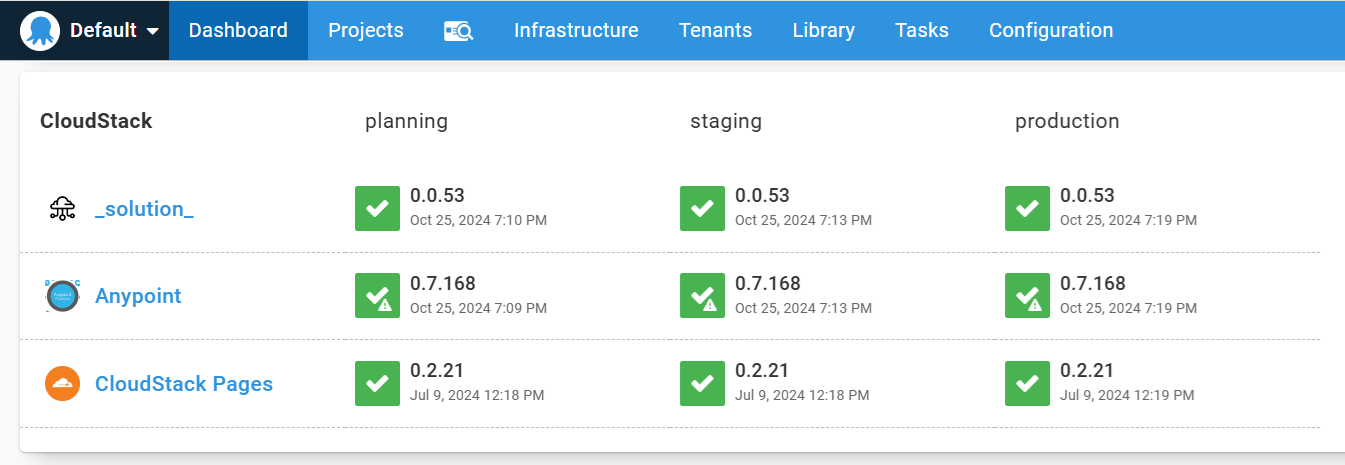 Default Dashboard Projects Infrastructure Tenants Library Tasks Configuration
CloudStack planning staging production
_solution_
0.0.53
Oct 25, 2024 7:10 PM
0.0.53
Oct 25, 2024 7:13 PM
0.0.53
Oct 25, 2024 7:19 PM
Anypoint
0.7.168
Oct 25, 2024 7:09 PM
0.7.168
Oct 25, 2024 7:13 PM
0.7.168
Oct 25, 2024 7:19 PM
CloudStack Pages
0.2.21
Jul 9, 2024 12:18 PM
0.2.21
Jul 9, 2024 12:18 PM
0.2.21
Jul 9, 2024 12:19 PM